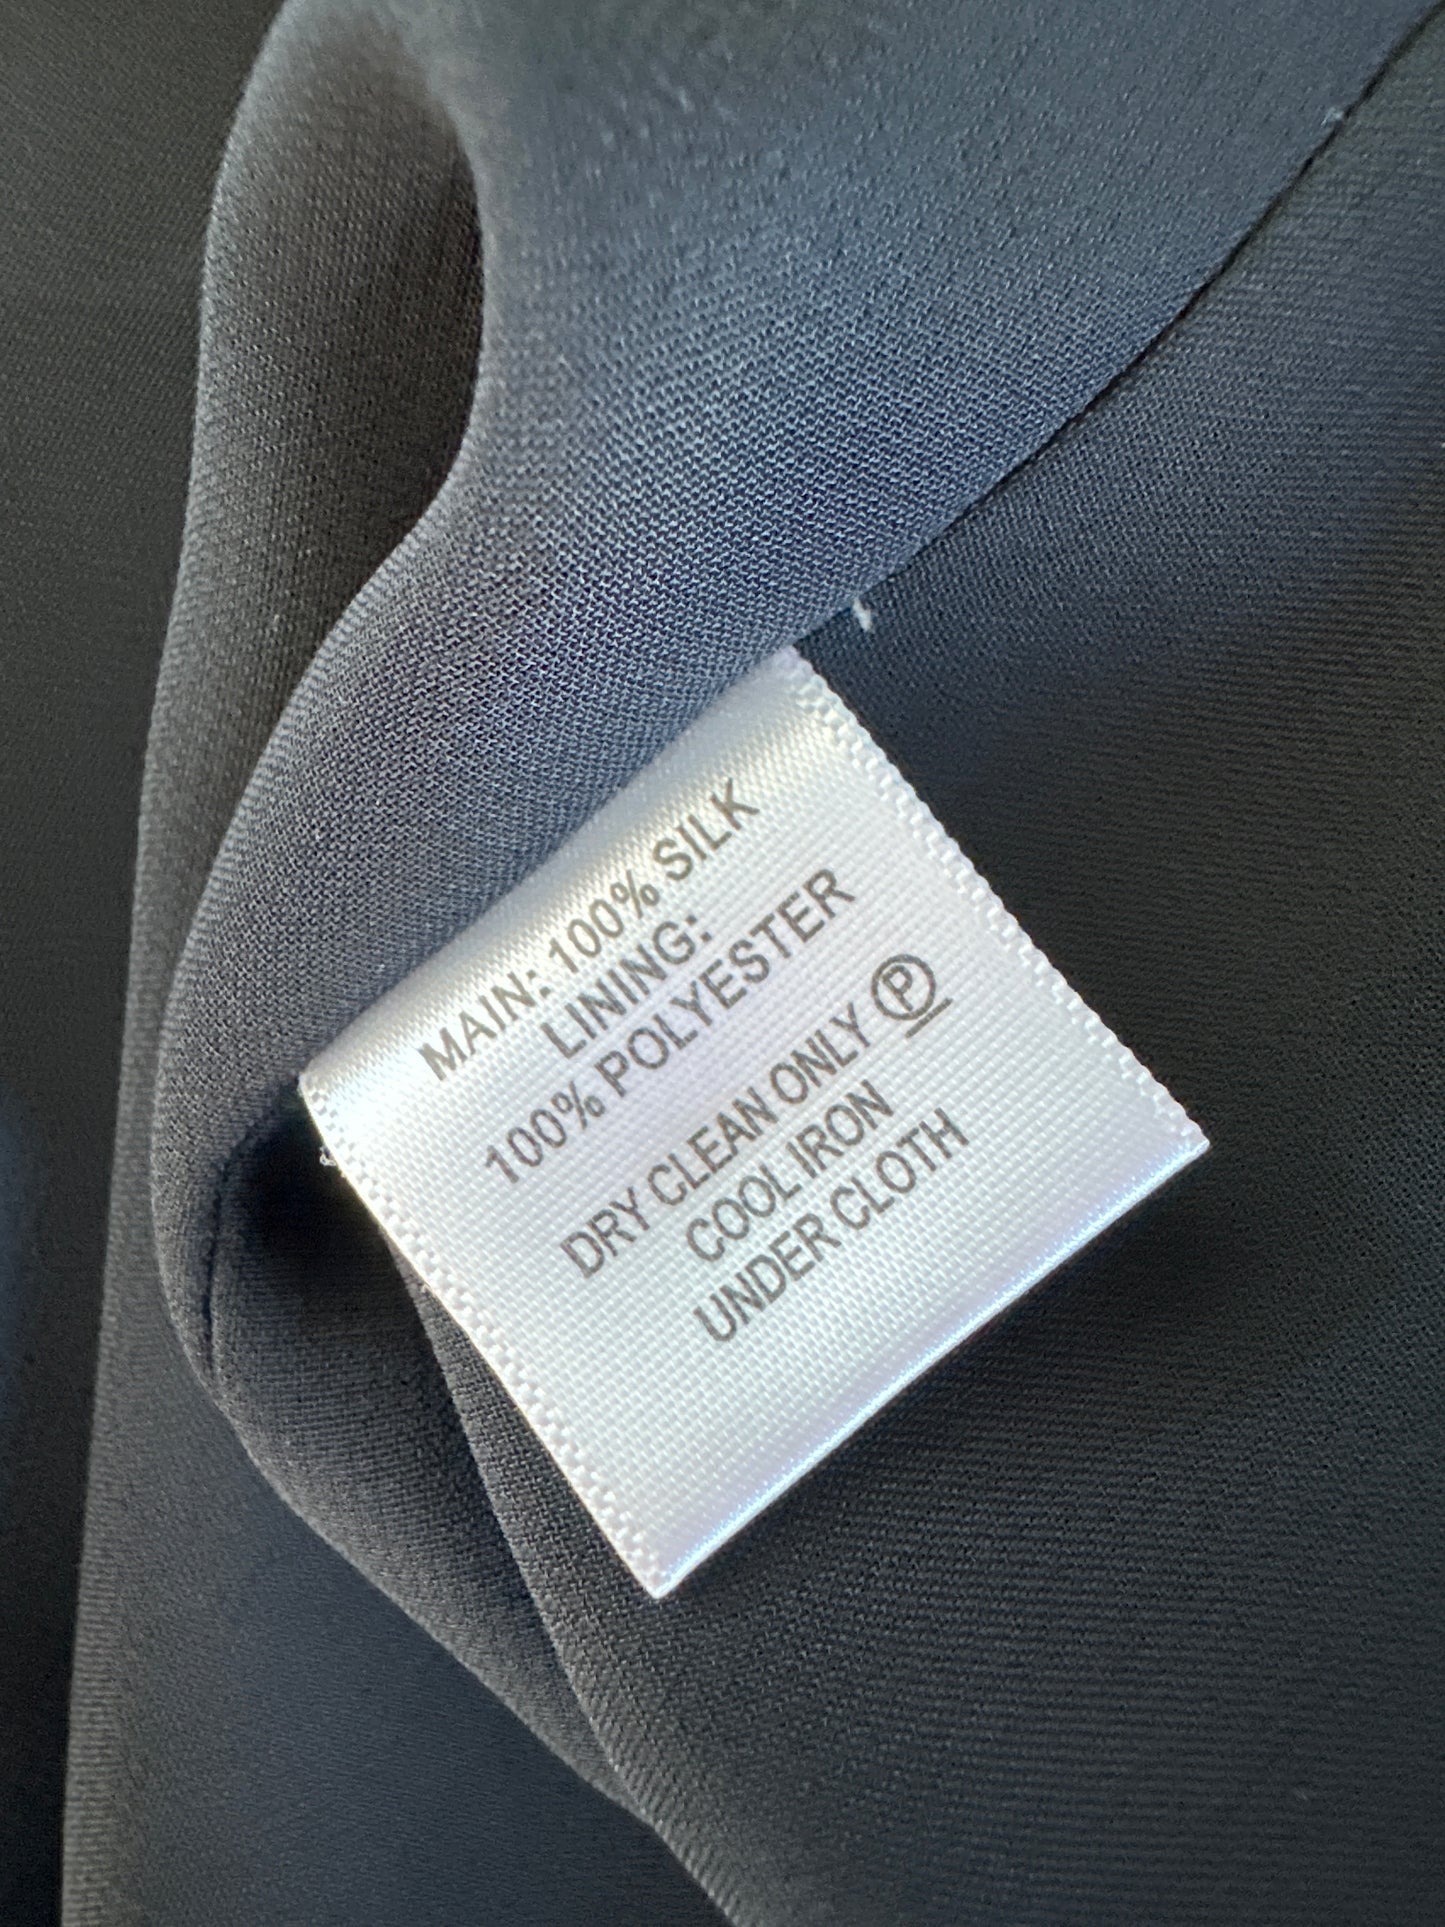 MAIN: 100% SILK
LINING:
100% POLYESTER
DRY CLEAN ONLY P
COOL IRON
UNDER CLOTH